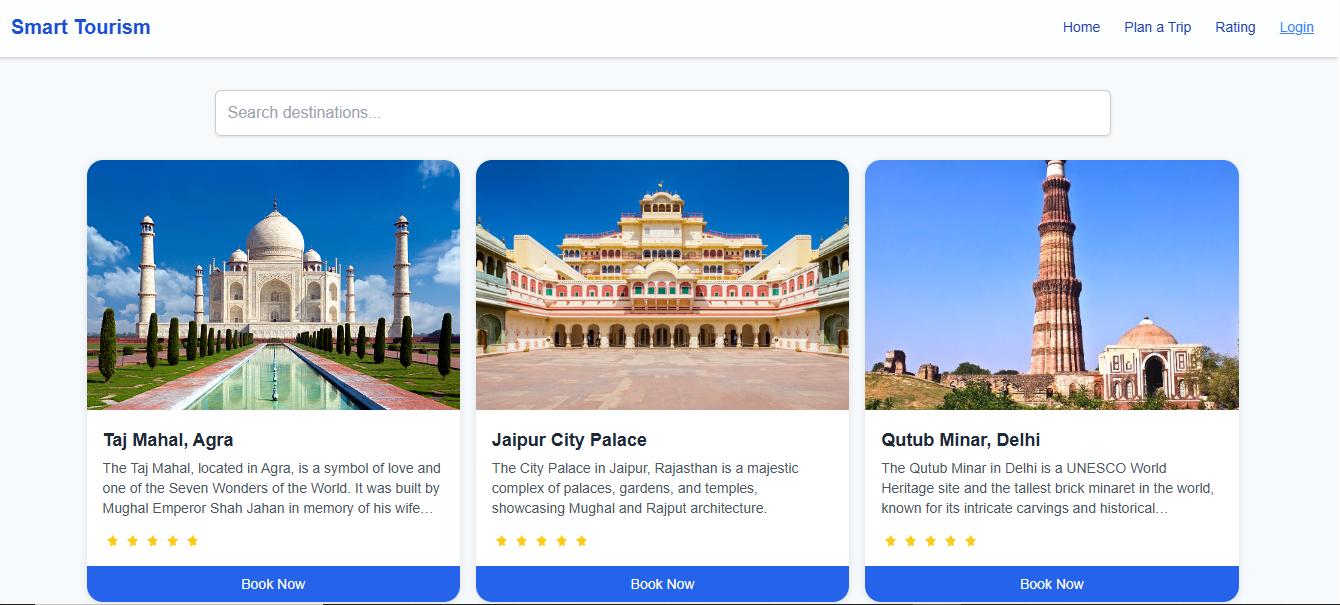 Smart Tourism
Home Plan a Trip Rating Login
Search destinations...
Taj Mahal, Agra
The Taj Mahal, located in Agra, is a symbol of love and
one of the Seven Wonders of the World. It was built by
Mughal Emperor Shah Jahan in memory of his wife...
Book Now
Jaipur City Palace
The City Palace in Jaipur, Rajasthan is a majestic
complex of palaces, gardens, and temples,
showcasing Mughal and Rajput architecture.
Book Now
Qutub Minar, Delhi
The Qutub Minar in Delhi is a UNESCO World
Heritage site and the tallest brick minaret in the world,
known for its intricate carvings and historical...
Book Now